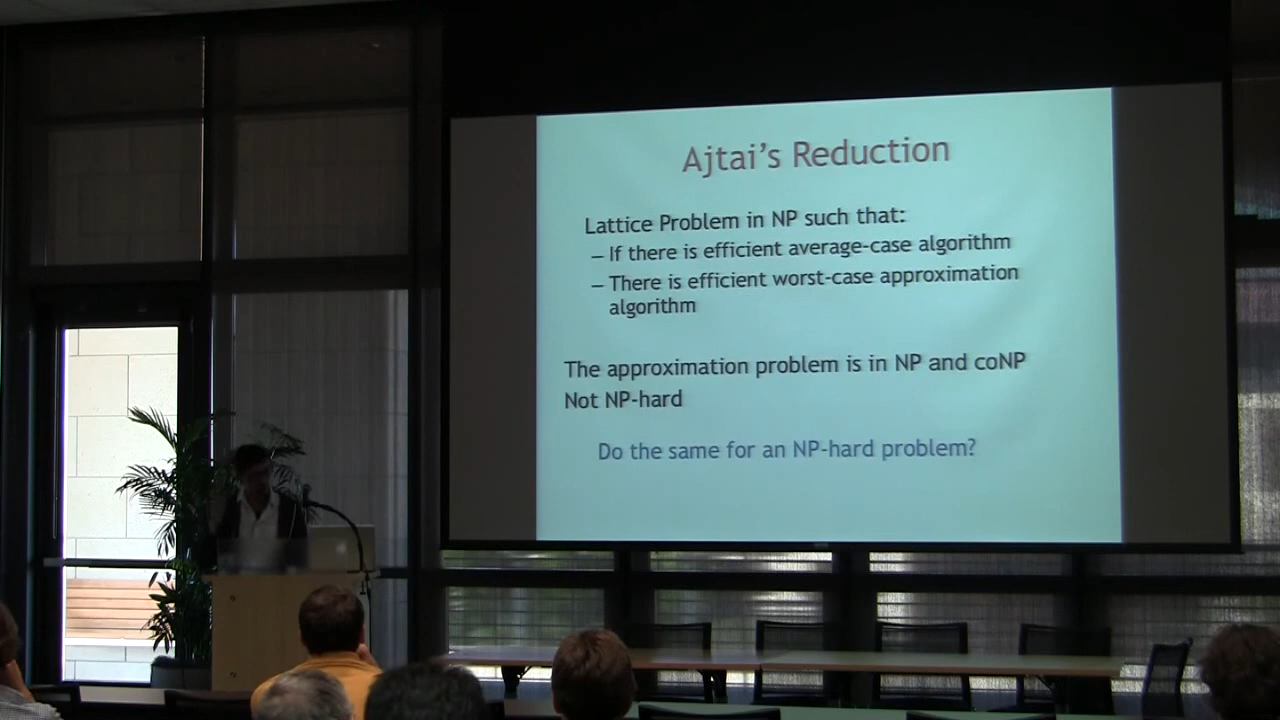 Ajtai's Reduction
Lattice Problem in NP such that:
– If there is efficient average-case algorithm
– There is efficient worst-case approximation
algorithm
The approximation problem is in NP and coNP
Not NP-hard
Do the same for an NP-hard problem?